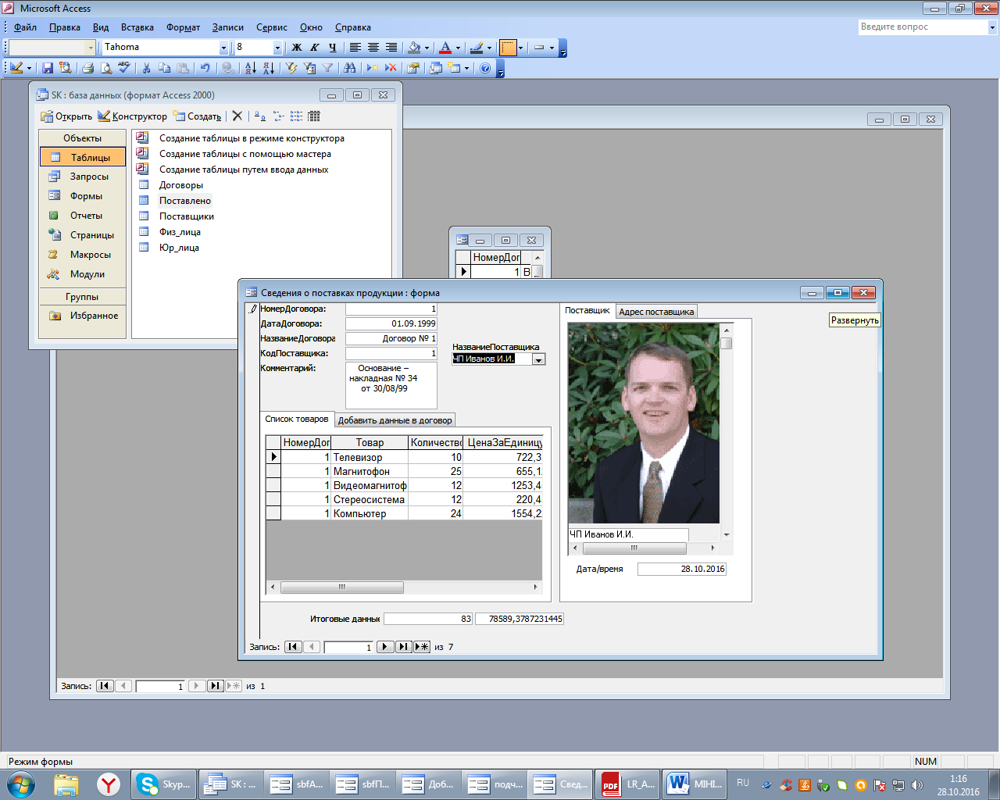 Microsoft Access
Файл Правка Вид Вставка Формат Записи Сервис Окно Справка
Введите вопрос
Tahoma 8 Ж К Ч
SK : база данных (формат Access 2000)
Открыть Конструктор Создать
Объекты
Таблицы
Запросы
Формы
Отчеты
Страницы
Макросы
Модули
Группы
Избранное
Создание таблицы в режиме конструктора
Создание таблицы с помощью мастера
Создание таблицы путем ввода данных
Договоры
Поставлено
Поставщики
Физ_лица
Юр_лица
НомерДог
1 В
Сведения о поставках продукции : форма
Развернуть
НомерДоговора: 1
ДатаДоговора: 01.09.1999
НазваниеДоговора Договор № 1
КодПоставщика: 1
Комментарий: Основание –
накладная № 34
от 30/08/99
НазваниеПоставщика
ЧП Иванов И.И.
Список товаров Добавить данные в договор
НомерДог Товар Количество ЦенаЗаЕдиницу
1 Телевизор 10 722,3
1 Магнитофон 25 655,1
1 Видеомагнитоф 12 1253,4
1 Стереосистема 12 220,4
1 Компьютер 24 1554,2
Поставщик Адрес поставщика
ЧП Иванов И.И.
Дата/время 28.10.2016
Итоговые данные 83 78589,3787231445
Запись: 1 из 7
Запись: 1 из 1
Режим формы NUM
Skyp... SK : ... sbfA... sbfП... Доб... подч... Свед... LR_A... MIHI...
RU
1:16
28.10.2016